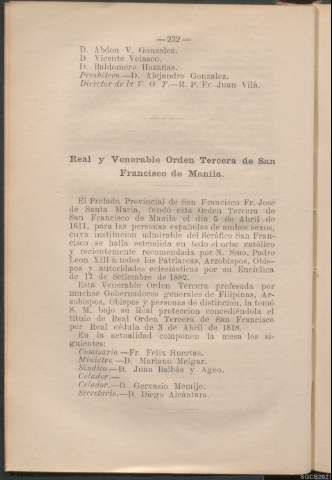 —232—
D. Abdon V. Gonzalez.
D. Vicente Velasco.
D. Baldomero Hazañas.
Presbítero.—D. Alejandro Gonzalez.
Director de la V. O. T.—R. P. Fr. Juan Vilá.
Real y Venerable Orden Tercera de San
Francisco de Manila.
El Prelado Provincial de San Francisco Fr. José
de Santa Maria, fundó esta Orden Tercera de
San Francisco de Manila el dia 5 de Abril de
1611, para las personas españolas de ambos sexos,
cuya institucion admirable del Seráfico San Fran-
cisco se halla estendida en todo el orbe católico
y recientemente recomendada por N. Smo. Padre
Leon XIII á todos los Patriarcas, Arzobispos, Obis-
pos y autoridades eclesiásticas por su Encíclica
de 17 de Setiembre de 1882.
Esta Venerable Orden Tercera profesada por
muchos Gobernadores generales de Filipinas, Ar-
zobispos, Obispos y personas de distincion, la tomó
S. M. bajo su Real proteccion concediéndola el
título de Real Orden Tercera de San Francisco
por Real cédula de 3 de Abril de 1818.
En la actualidad componen la mesa los si-
guientes:
Comisario.—Fr. Felix Huertas.
Ministro.—D. Mariano Melgar.
Síndico.—D. Juan Balbás y Ageo.
Celador.—
Celador.—D. Gervasio Memije.
Secretario.—D. Diego Alcántara.